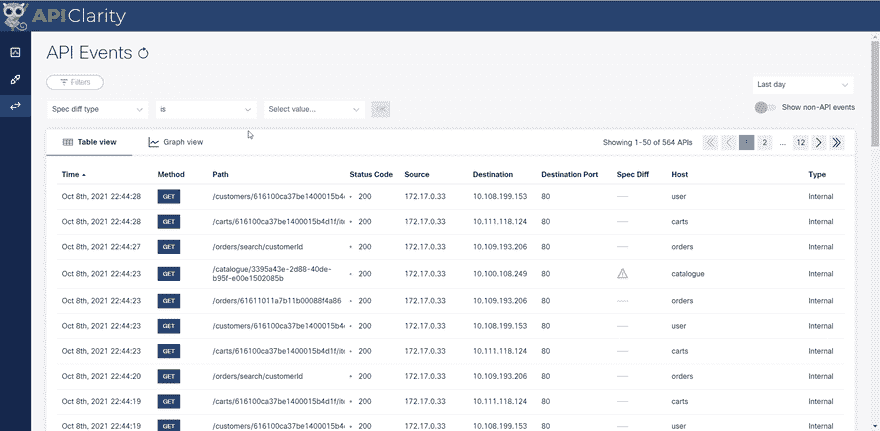 APIClarity
API Events
Filters
Last day
Spec diff type is Select value...
Show non-API events
Table view Graph view Showing 1-50 of 564 APIs 1 2 ... 12
Time Method Path Status Code Source Destination Destination Port Spec Diff Host Type
Oct 8th, 2021 22:44:28 GET /customers/616100ca37be1400015b4 200 172.17.0.33 10.108.199.153 80 user Internal
Oct 8th, 2021 22:44:28 GET /carts/616100ca37be1400015b4d1f/ite 200 172.17.0.33 10.111.118.124 80 carts Internal
Oct 8th, 2021 22:44:27 GET /orders/search/customerId 200 172.17.0.33 10.109.193.206 80 orders Internal
Oct 8th, 2021 22:44:23 GET /catalogue/3395a43e-2d88-40de- 200 172.17.0.33 10.100.108.249 80 catalogue Internal
b95f-e00e1502085b
Oct 8th, 2021 22:44:23 GET /orders/61611011a7b11b00088f4a86 200 172.17.0.33 10.109.193.206 80 orders Internal
Oct 8th, 2021 22:44:23 GET /customers/616100ca37be1400015b4 200 172.17.0.33 10.108.199.153 80 user Internal
Oct 8th, 2021 22:44:23 GET /carts/616100ca37be1400015b4d1f/ite 200 172.17.0.33 10.111.118.124 80 carts Internal
Oct 8th, 2021 22:44:20 GET /orders/search/customerId 200 172.17.0.33 10.109.193.206 80 orders Internal
Oct 8th, 2021 22:44:19 GET /carts/616100ca37be1400015b4d1f/ite 200 172.17.0.33 10.111.118.124 80 carts Internal
Oct 8th, 2021 22:44:19 GET /customers/616100ca37be1400015b4 200 172.17.0.33 10.108.199.153 80 user Internal